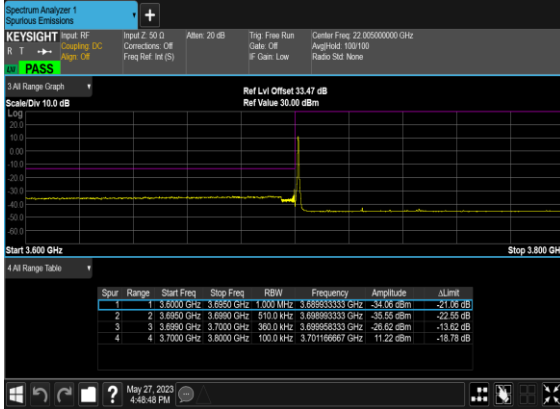 Spectrum Analyzer 1
Spurious Emissions
+
KEYSIGHT
R T
PASS
Input: RF
Coupling: DC
Align: Off
Input Z: 50 Ω
Corrections: Off
Freq Ref: Int (S)
Atten: 20 dB
Trig: Free Run
Gate: Off
IF Gain: Low
Center Freq: 22.005000000 GHz
Avg|Hold: 100/100
Radio Std: None
3 All Range Graph
Scale/Div 10.0 dB
Ref Lvl Offset 33.47 dB
Ref Value 30.00 dBm
Log
20.0
10.0
0.00
-10.0
-20.0
-30.0
-40.0
-50.0
-60.0
Start 3.600 GHz
Stop 3.800 GH
4 All Range Table
Spur Range Start Freq Stop Freq RBW Frequency Amplitude ΔLimit
1 1 3.6000 GHz 3.6950 GHz 1.000 MHz 3.689933333 GHz -34.06 dBm -21.06 dB
2 2 3.6950 GHz 3.6990 GHz 510.0 kHz 3.698993333 GHz -35.55 dBm -22.55 dB
3 3 3.6990 GHz 3.7000 GHz 360.0 kHz 3.699958333 GHz -26.62 dBm -13.62 dB
4 4 3.7000 GHz 3.8000 GHz 100.0 kHz 3.701166667 GHz 11.22 dBm -18.78 dB
?
May 27, 2023
4:48:48 PM